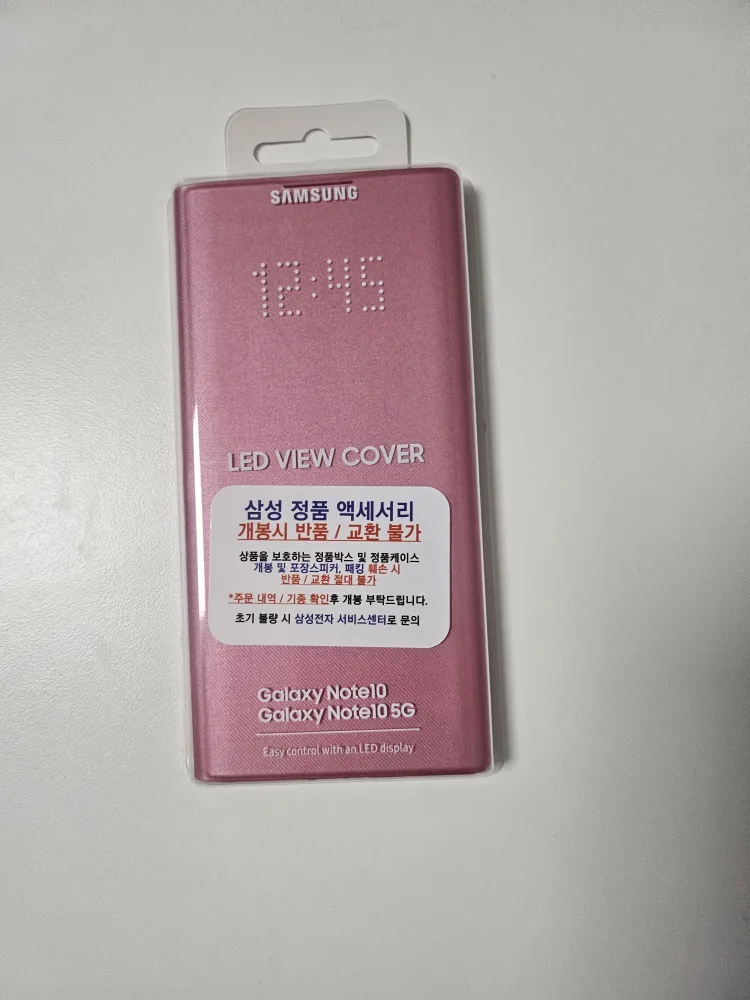 SAMSUNG
12:45
LED VIEW COVER
삼성 정품 액세서리
개봉시 반품 / 교환 불가
상품을 보호하는 정품박스 및 정품케이스
개봉 및 포장스피커, 패킹 훼손 시
반품 / 교환 절대 불가
*주문 내역 / 기종 확인후 개봉 부탁드립니다.
초기 불량 시 삼성전자 서비스센터로 문의
Galaxy Note10
Galaxy Note10 5G
Easy control with an LED display